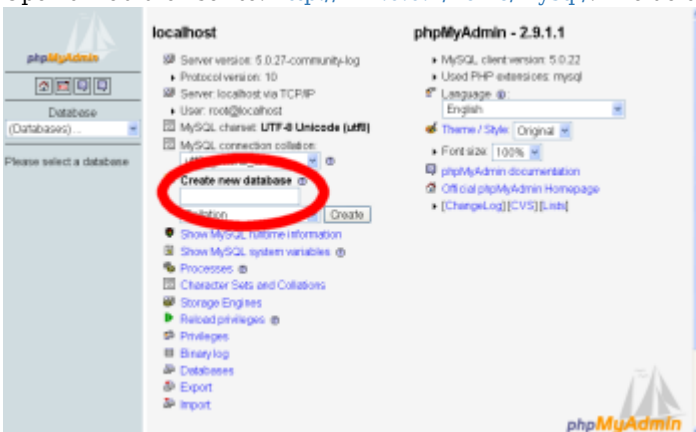 phpMyAdmin
Database
(Databases) ...
Please select a database
localhost
Server version: 5.0.27-community-log
Protocol version: 10
Server: localhost via TCP/IP
User: root@localhost
MySQL charset: UTF-8 Unicode (utf8)
MySQL connection collation:
Create new database
Collation
Create
Show MySQL runtime information
Show MySQL system variables
Processes
Character Sets and Collations
Storage Engines
Reload privileges
Privileges
Binary log
Databases
Export
Import
phpMyAdmin - 2.9.1.1
MySQL client version: 5.0.22
Used PHP extensions: mysql
Language
English
Theme / Style: Original
Font size: 100%
phpMyAdmin documentation
Official phpMyAdmin Homepage
[ChangeLog] [CVS] [Lists]
phpMyAdmin